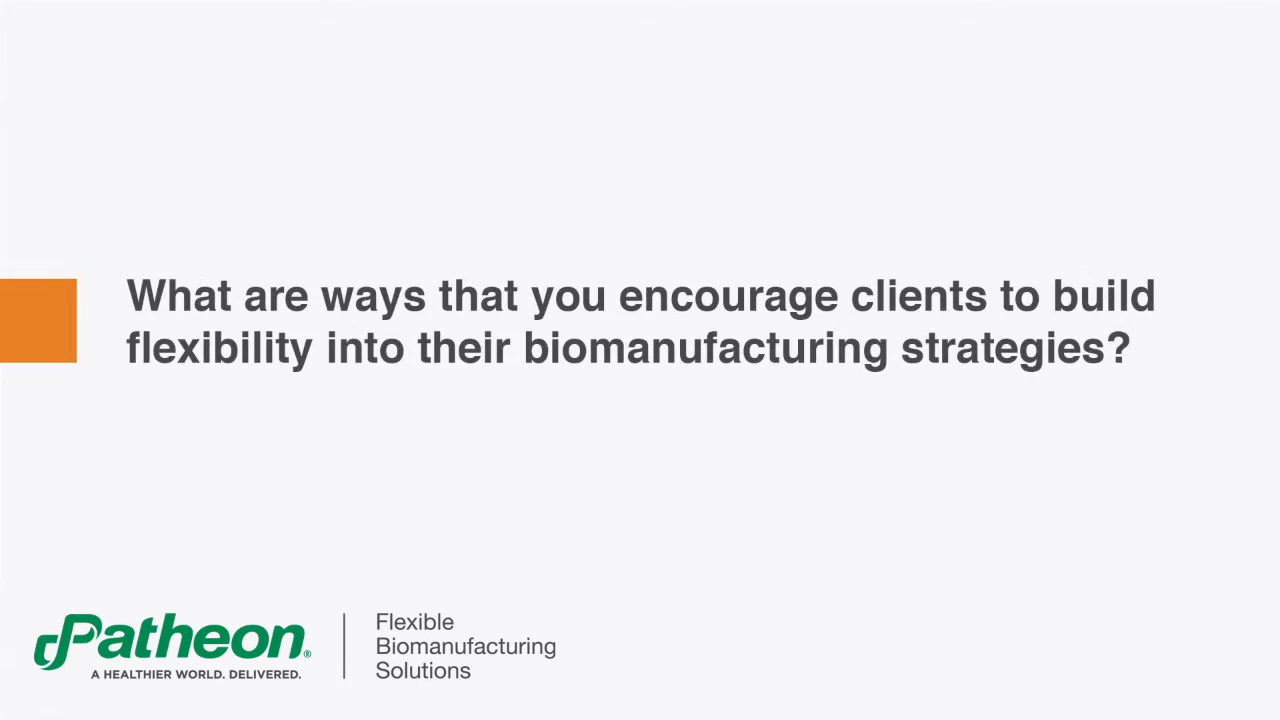 What are ways that you encourage clients to build
flexibility into their biomanufacturing strategies?
Patheon®
A HEALTHIER WORLD. DELIVERED.
Flexible
Biomanufacturing
Solutions